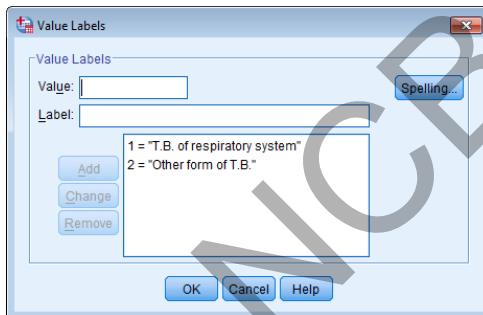 Value Labels
Value Labels
Value:
Spelling...
Label:
1 = "T.B. of respiratory system"
2 = "Other form of T.B."
Add
Change
Remove
OK Cancel Help
NCB